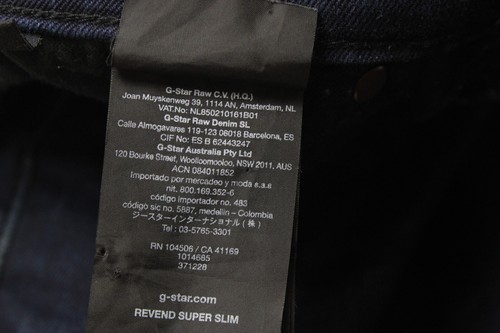 G-Star Raw C.V. (H.Q.)
Joan Muyskenweg 39, 1114 AN, Amsterdam, NL
VAT.No: NL850210161B01
G-Star Raw Denim SL
Calle Almogavares 119-123 08018 Barcelona, ES
CIF No: ES B 62443247
G-Star Australia Pty Ltd
120 Bourke Street, Woolloomooloo, NSW 2011, AUS
ACN 084011852
Importado por mercadeo y moda s.a.s
nit. 800.169.352-6
código importador no. 483
código sic no. 5887, medellin – Colombia
ジースターインターナショナル (株)
Tel : 03-5765-3301
RN 104506 / CA 41169
1014685
371228
g-star.com
REVEND SUPER SLIM